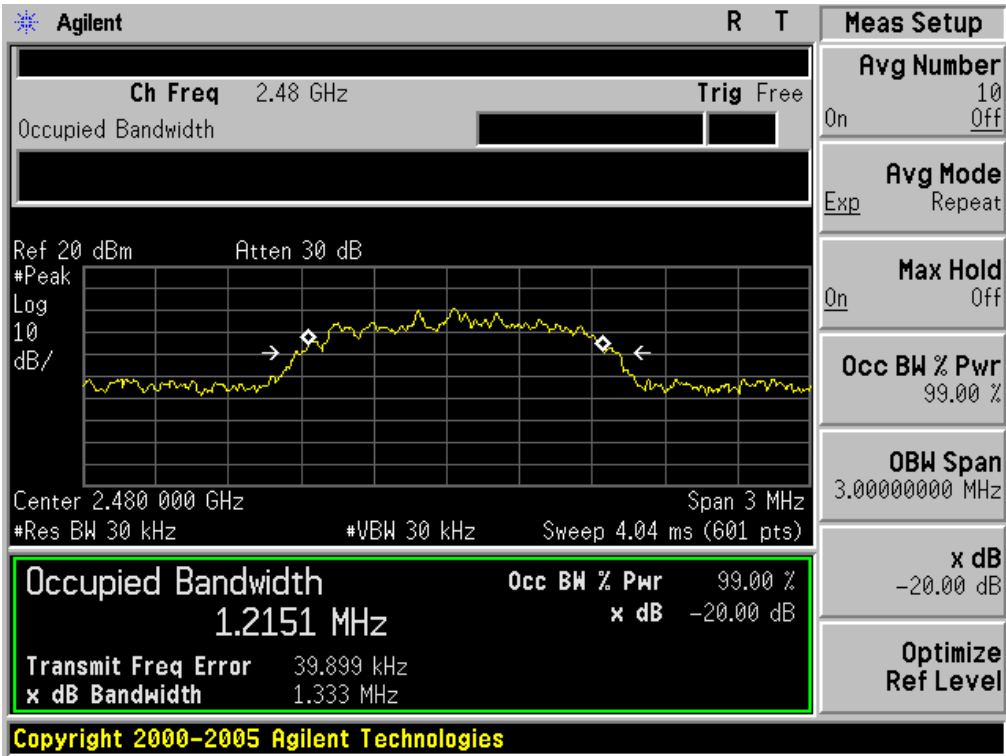 Agilent R T
Ch Freq 2.48 GHz Trig Free
Occupied Bandwidth
Ref 20 dBm Atten 30 dB
#Peak
Log
10
dB/
Center 2.480 000 GHz Span 3 MHz
#Res BW 30 kHz #VBW 30 kHz Sweep 4.04 ms (601 pts)
Occupied Bandwidth Occ BW % Pwr 99.00 %
1.2151 MHz x dB -20.00 dB
Transmit Freq Error 39.899 kHz
x dB Bandwidth 1.333 MHz
Copyright 2000-2005 Agilent Technologies
Meas Setup
Avg Number
10
On Off
Avg Mode
Exp Repeat
Max Hold
On Off
Occ BW % Pwr
99.00 %
OBW Span
3.00000000 MHz
x dB
-20.00 dB
Optimize
Ref Level